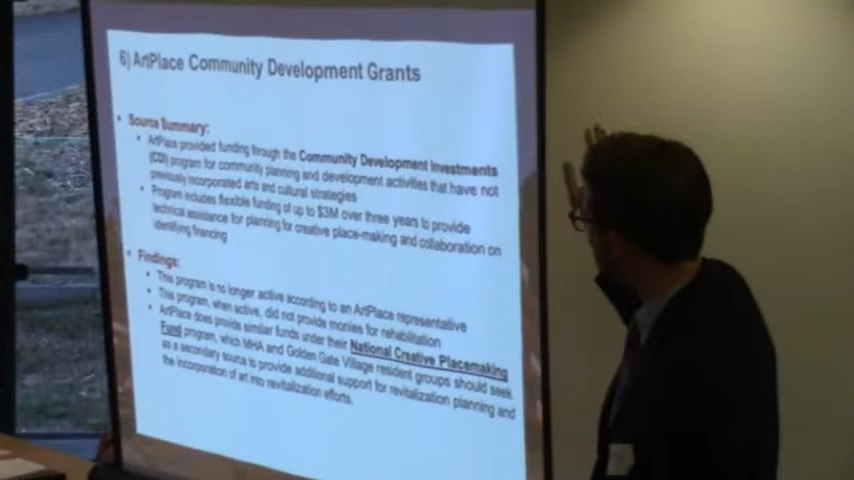 6) ArtPlace Community Development Grants
• Source Summary:
• ArtPlace provided funding through the Community Development Investments
(CDI) program for community planning and development activities that have not
previously incorporated arts and cultural strategies
• Program includes flexible funding of up to $3M over three years to provide
technical assistance for planning for creative place-making and collaboration on
identifying financing
• Findings:
• This program is no longer active according to an ArtPlace representative
• This program, when active, did not provide monies for rehabilitation
• ArtPlace does provide similar funds under their National Creative Placemaking
Fund program, which MHA and Golden Gate Village resident groups should seek
as a secondary source to provide additional support for revitalization planning and
the incorporation of art into revitalization efforts.